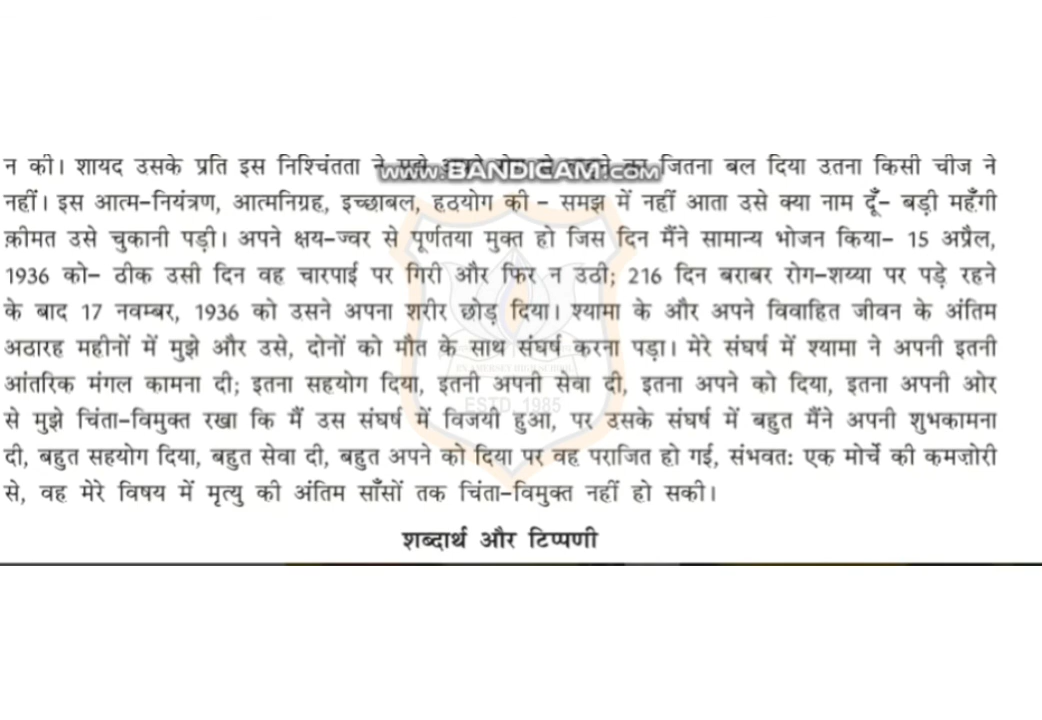 न की। शायद उसके प्रति इस निश्चिंतता ने जितना बल दिया उतना किसी चीज ने
www.BANDICAM.com
नहीं। इस आत्म-नियंत्रण, आत्मनिग्रह, इच्छाबल, हठयोग की - समझ में नहीं आता उसे क्या नाम दूँ- बड़ी महँगी
क़ीमत उसे चुकानी पड़ी। अपने क्षय-ज्वर से पूर्णतया मुक्त हो जिस दिन मैंने सामान्य भोजन किया- 15 अप्रैल,
1936 को- ठीक उसी दिन वह चारपाई पर गिरी और फिर न उठी; 216 दिन बराबर रोग-शय्या पर पड़े रहने
के बाद 17 नवम्बर, 1936 को उसने अपना शरीर छोड़ दिया। श्यामा के और अपने विवाहित जीवन के अंतिम
अठारह महीनों में मुझे और उसे, दोनों को मौत के साथ संघर्ष करना पड़ा। मेरे संघर्ष में श्यामा ने अपनी इतनी
आंतरिक मंगल कामना दी; इतना सहयोग दिया, इतनी अपनी सेवा दी, इतना अपने को दिया, इतना अपनी ओर
ESTD. 1985
से मुझे चिंता-विमुक्त रखा कि मैं उस संघर्ष में विजयी हुआ, पर उसके संघर्ष में बहुत मैंने अपनी शुभकामना
दी, बहुत सहयोग दिया, बहुत सेवा दी, बहुत अपने को दिया पर वह पराजित हो गई, संभवत: एक मोर्चे की कमज़ोरी
से, वह मेरे विषय में मृत्यु की अंतिम साँसों तक चिंता-विमुक्त नहीं हो सकी।
शब्दार्थ और टिप्पणी